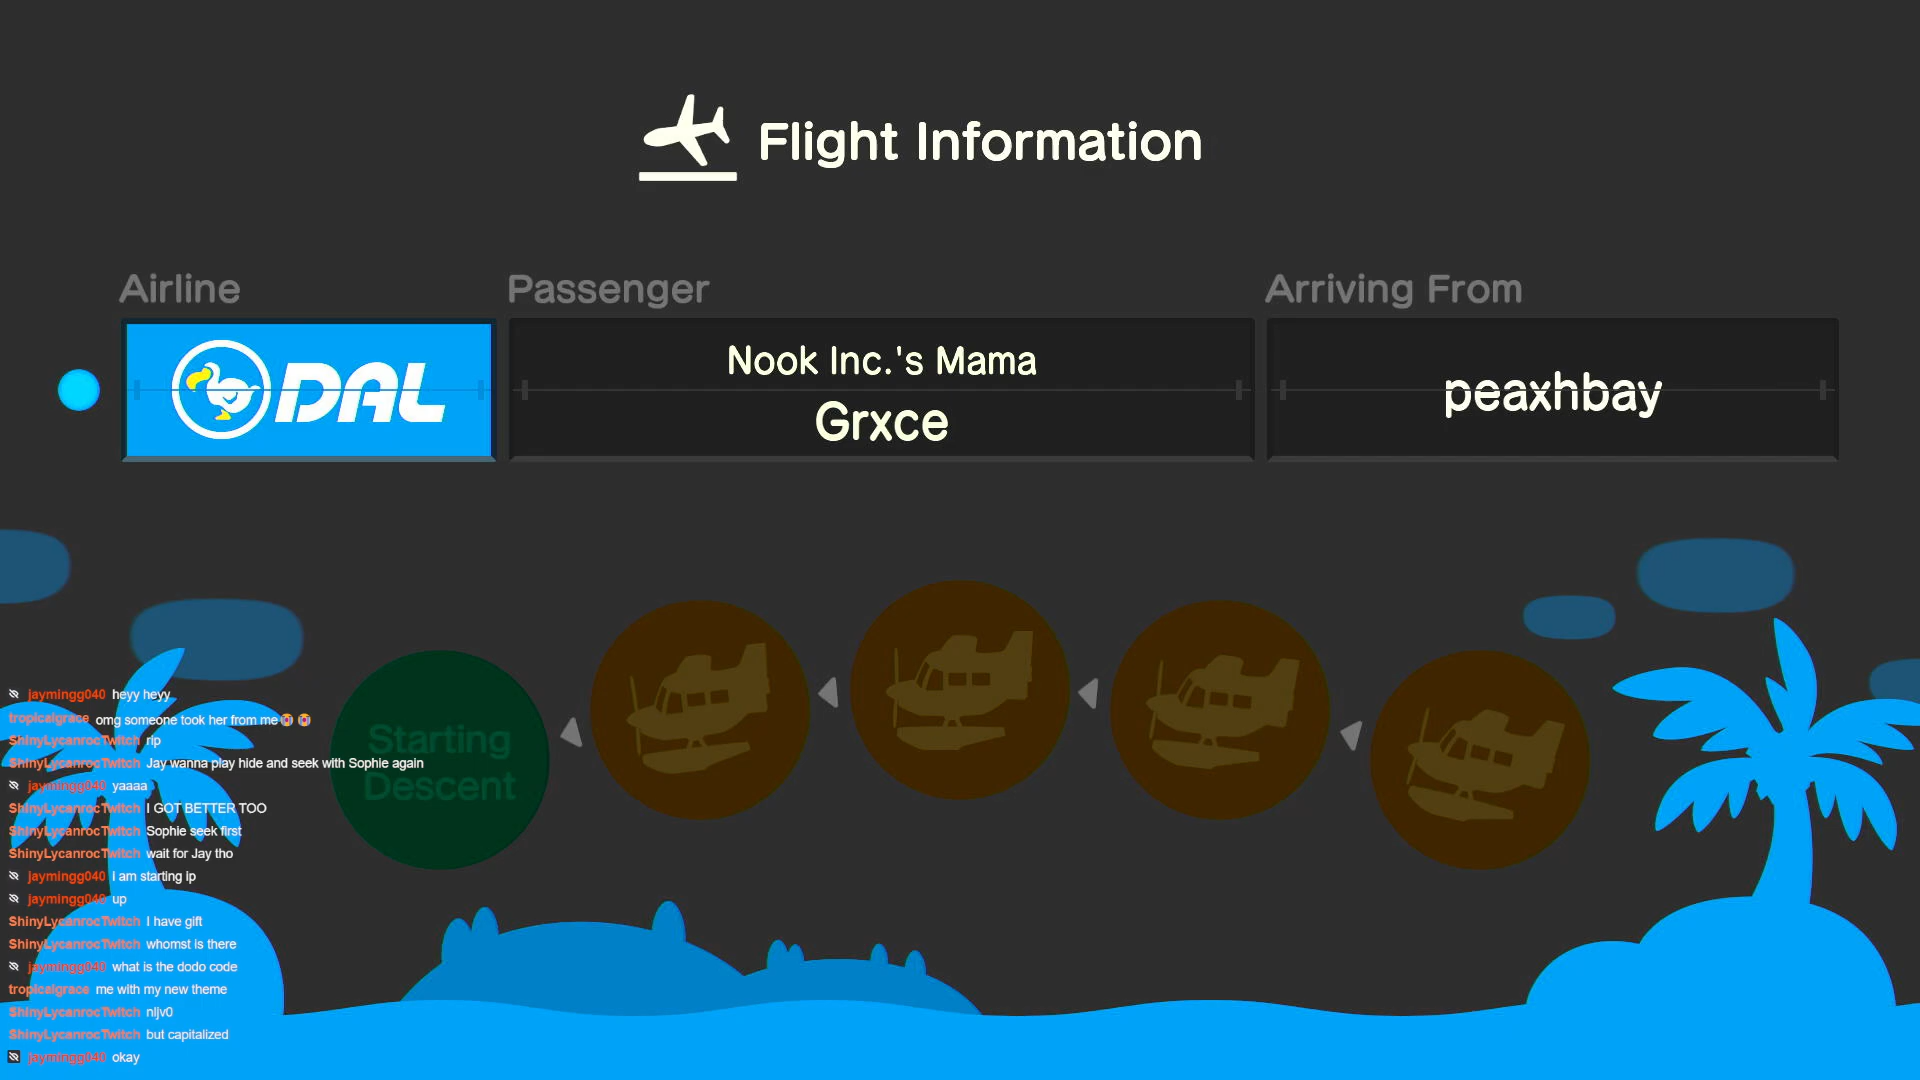 Flight Information
Airline
Passenger
Arriving From
DAL
Nook Inc.'s Mama
Grxce
peaxhbay
Starting
Descent
jaymingg040 heyy heyy
tropicalgrace omg someone took her from me
ShinyLycanrocTwitch rip
ShinyLycanrocTwitch Jay wanna play hide and seek with Sophie again
jaymingg040 yaaaa
ShinyLycanrocTwitch I GOT BETTER TOO
ShinyLycanrocTwitch Sophie seek first
ShinyLycanrocTwitch wait for Jay tho
jaymingg040 I am starting ip
jaymingg040 up
ShinyLycanrocTwitch I have gift
ShinyLycanrocTwitch whomst is there
jaymingg040 what is the dodo code
tropicalgrace me with my new theme
ShinyLycanrocTwitch nljv0
ShinyLycanrocTwitch but capitalized
jaymingg040 okay